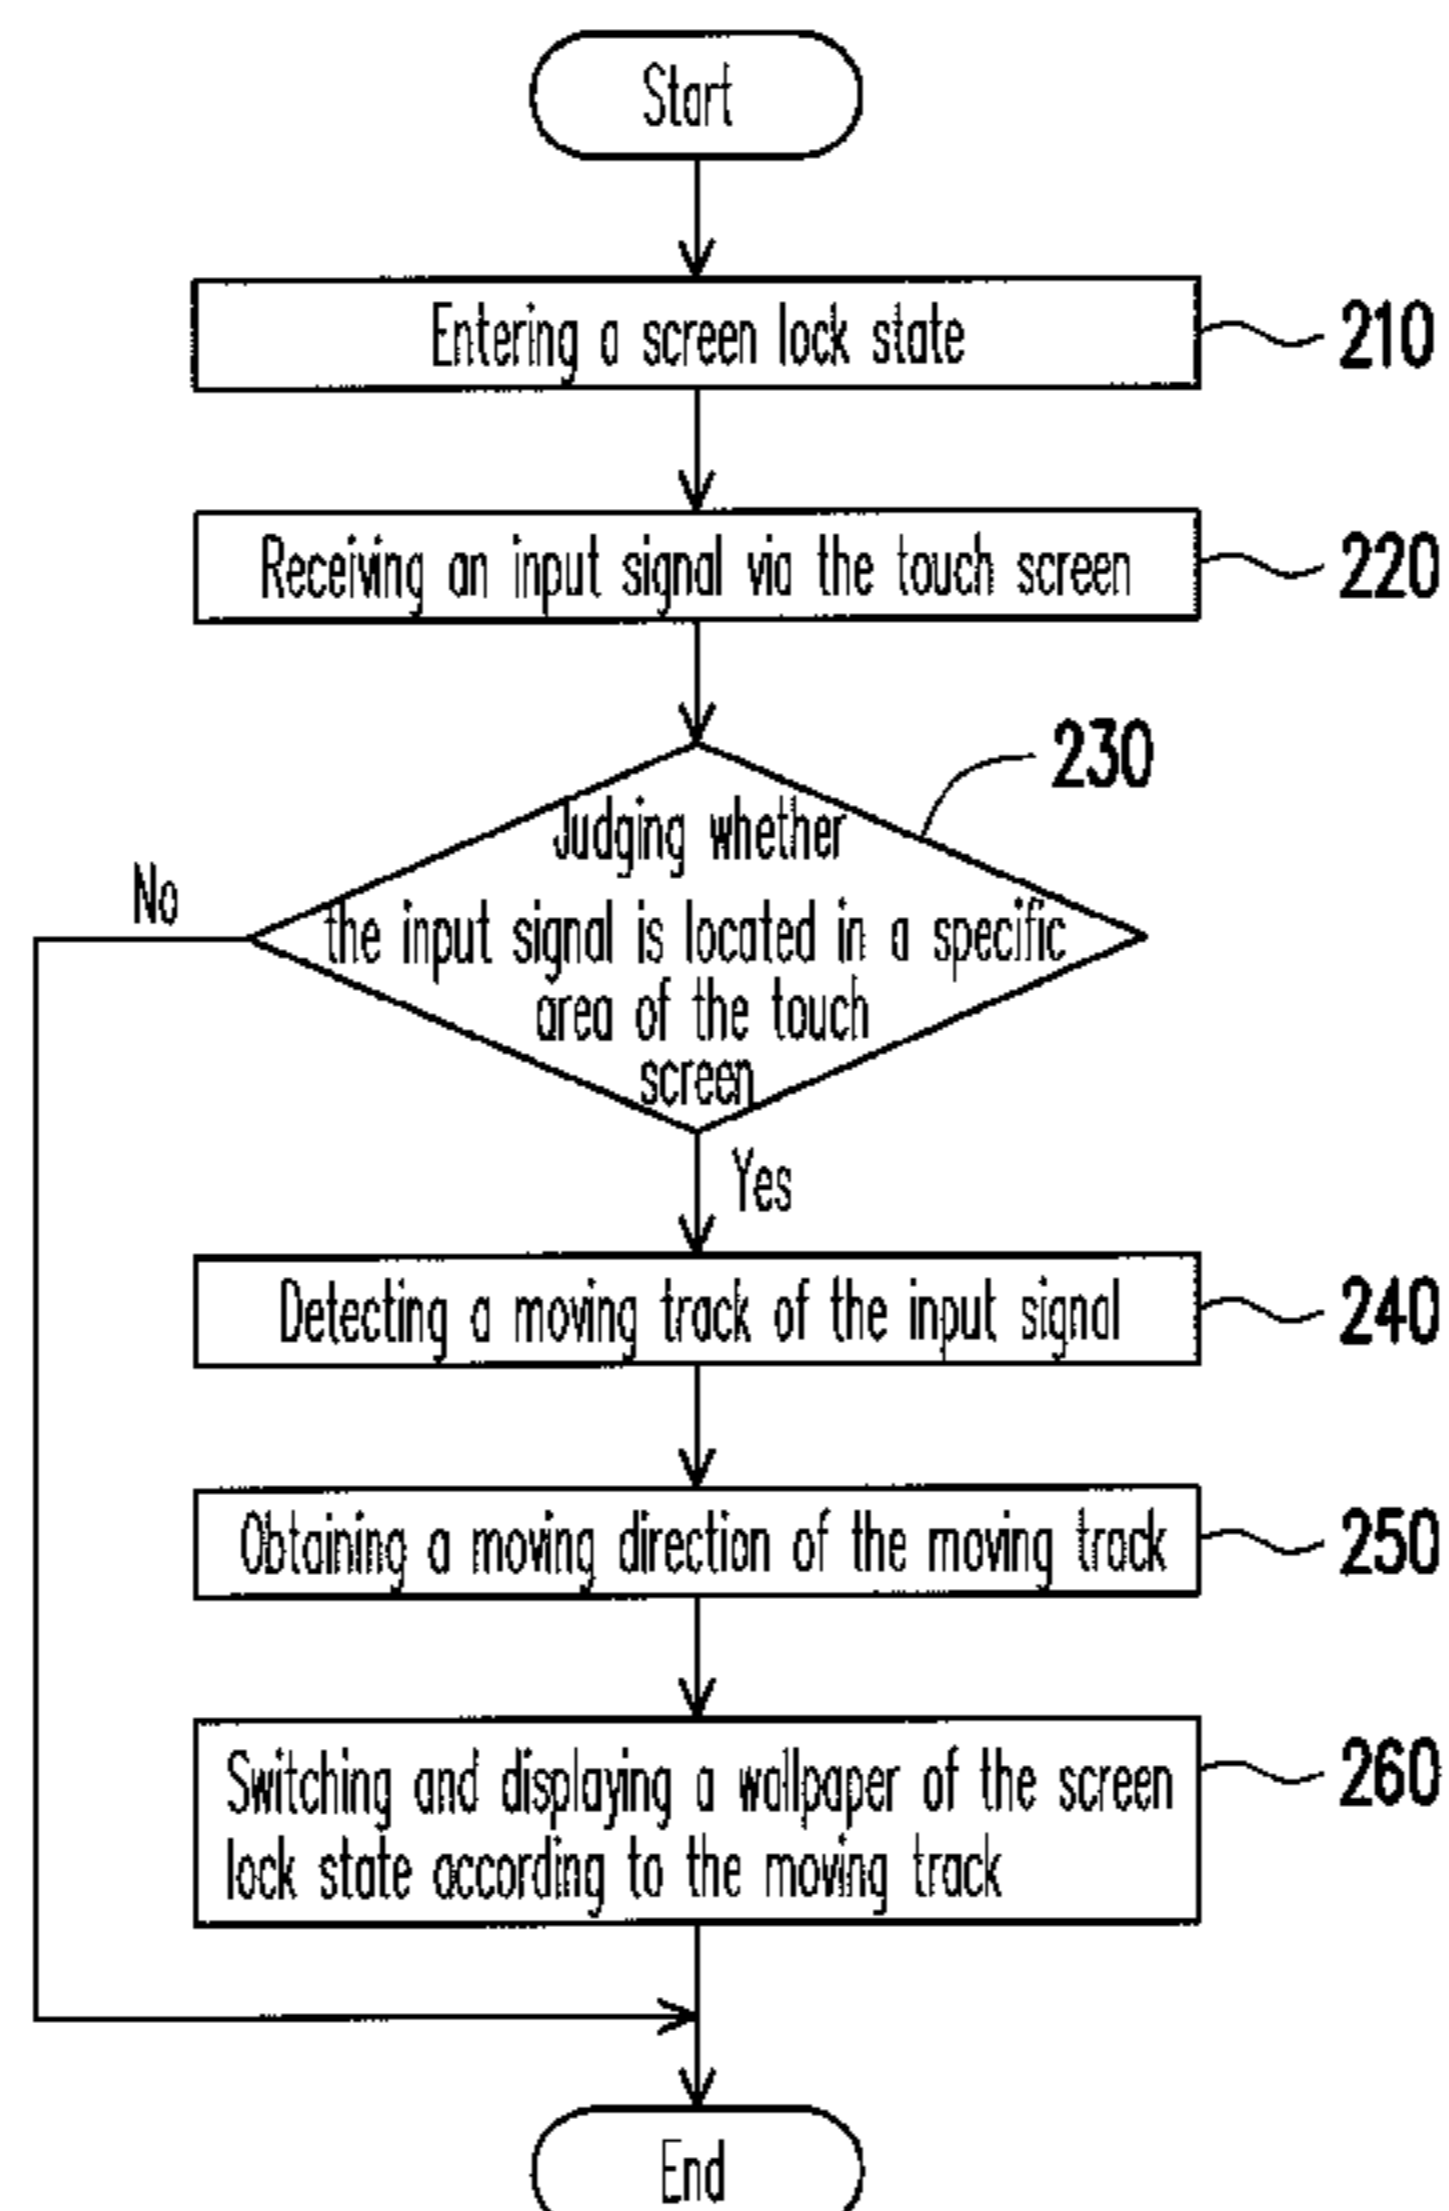 Start
Entering a screen lock state
210
Receiving an input signal via the touch screen
220
230
Judging whether
the input signal is located in a specific
area of the touch
screen
No
Yes
Detecting a moving track of the input signal
240
Obtaining a moving direction of the moving track
250
Switching and displaying a wallpaper of the screen
lock state according to the moving track
260
End